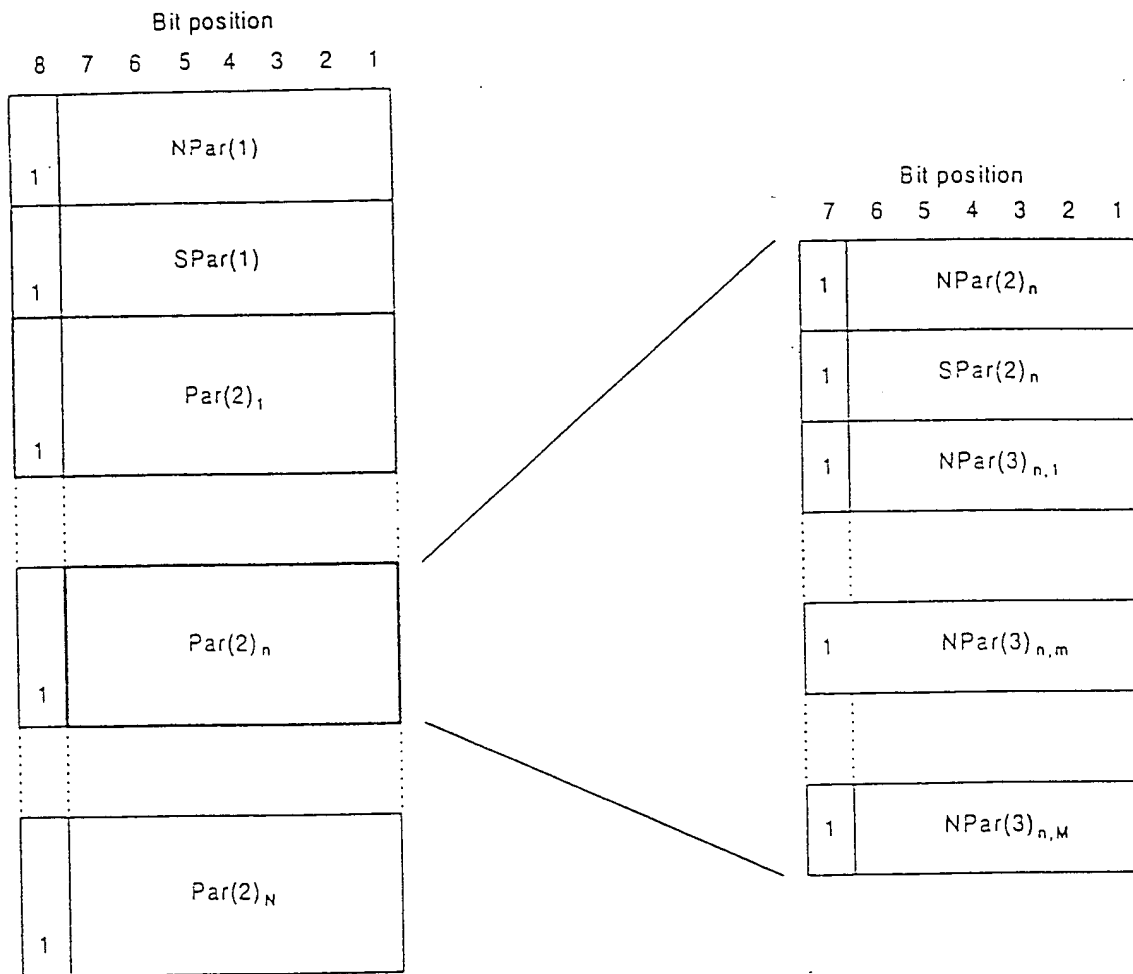 Bit position
8 7 6 5 4 3 2 1
NPar(1)
1
SPar(1)
1
Par(2)₁
1
Par(2)ₙ
1
Par(2)_N
1
Bit position
7 6 5 4 3 2 1
1 NPar(2)ₙ
1 SPar(2)ₙ
1 NPar(3)ₙ,₁
1 NPar(3)ₙ,ₘ
1 NPar(3)ₙ,_M